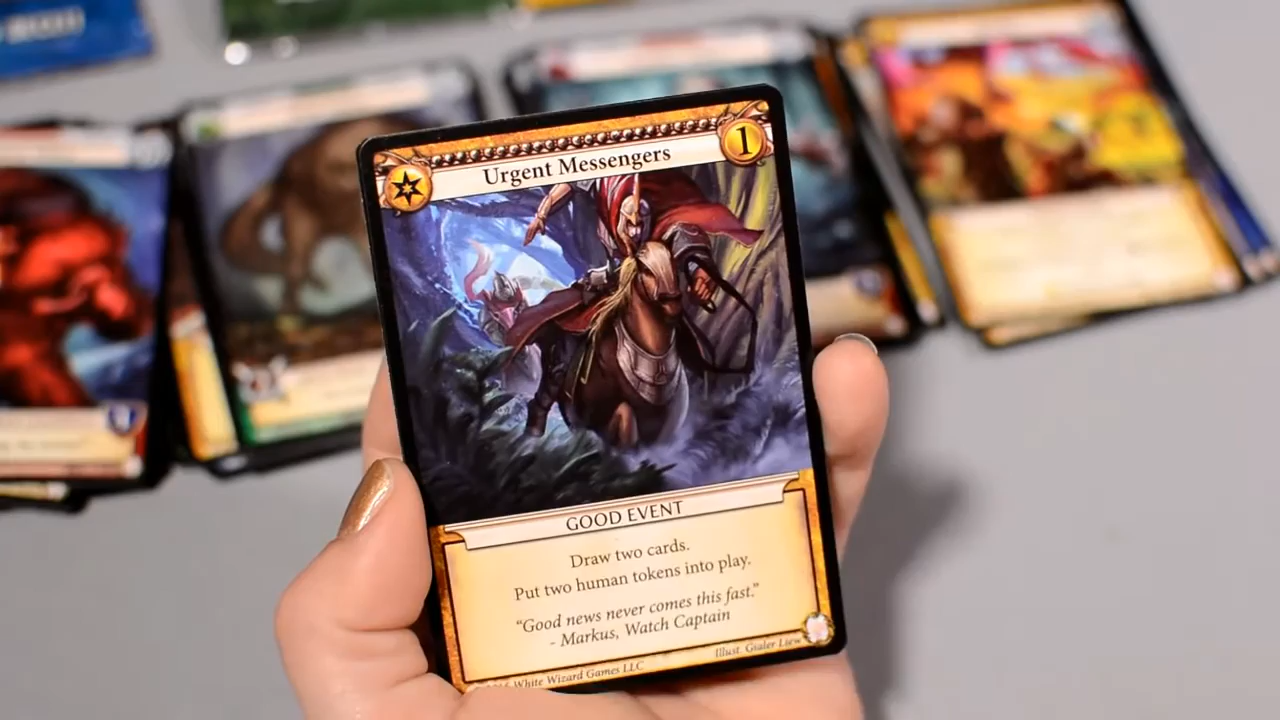 Urgent Messengers
1
GOOD EVENT
Draw two cards.
Put two human tokens into play.
"Good news never comes this fast."
- Markus, Watch Captain
Illust. Gialer Liew
White Wizard Games LLC